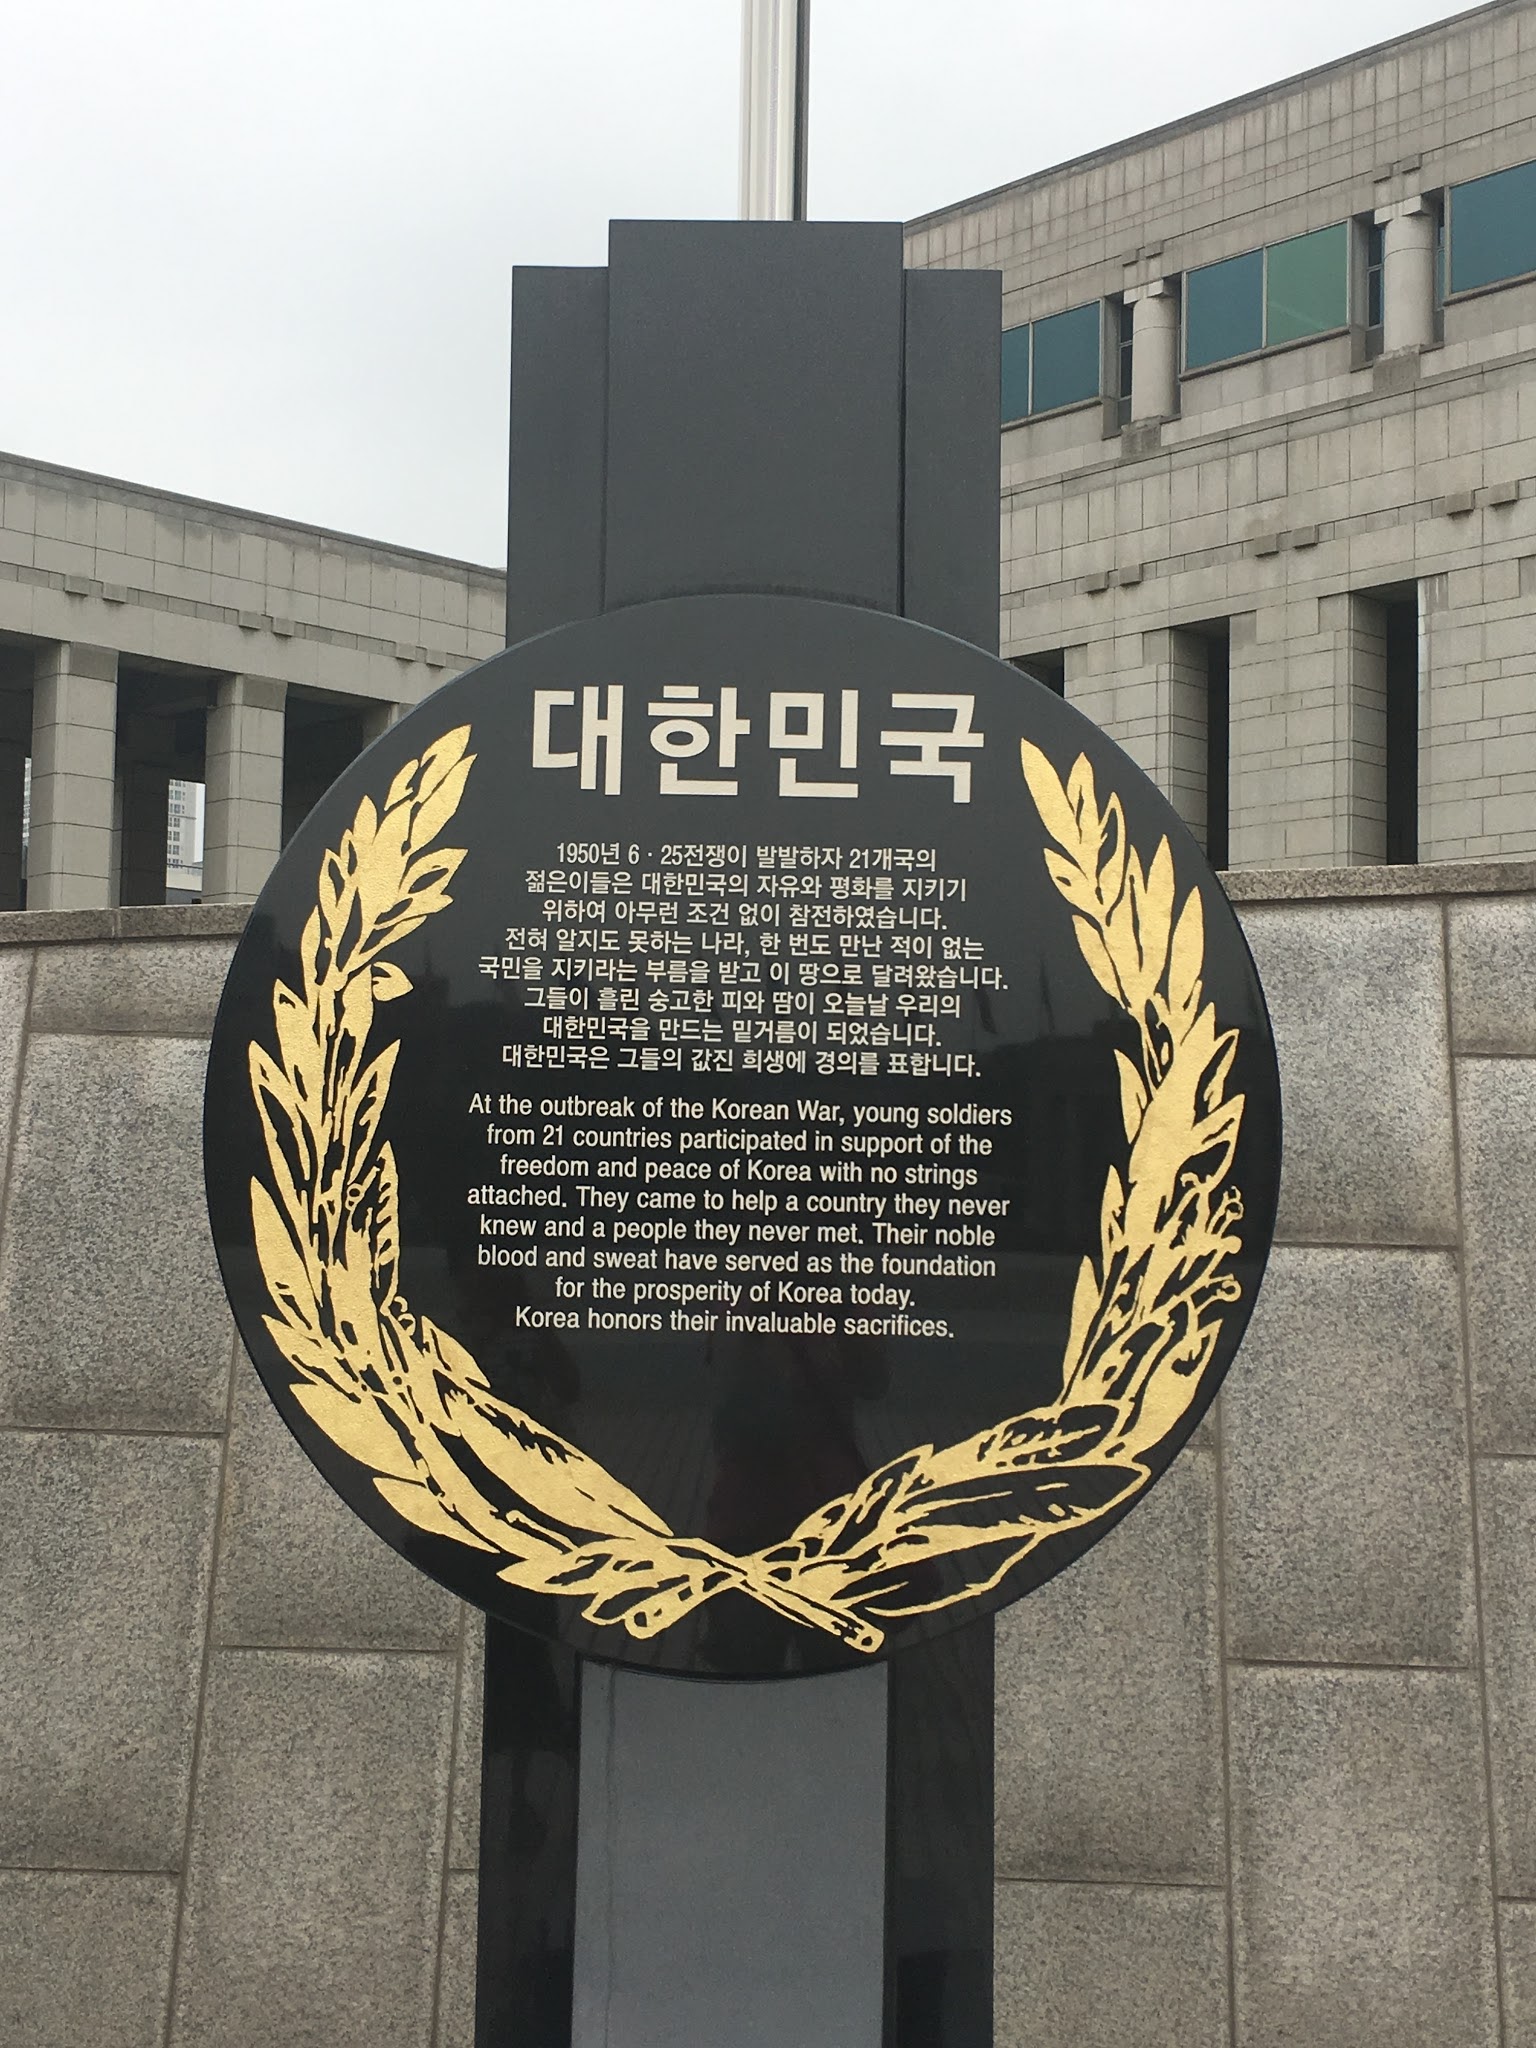 대한민국
1950년 6 · 25전쟁이 발발하자 21개국의
젊은이들은 대한민국의 자유와 평화를 지키기
위하여 아무런 조건 없이 참전하였습니다.
전혀 알지도 못하는 나라, 한 번도 만난 적이 없는
국민을 지키라는 부름을 받고 이 땅으로 달려왔습니다.
그들이 흘린 숭고한 피와 땀이 오늘날 우리의
대한민국을 만드는 밑거름이 되었습니다.
대한민국은 그들의 값진 희생에 경의를 표합니다.
At the outbreak of the Korean War, young soldiers
from 21 countries participated in support of the
freedom and peace of Korea with no strings
attached. They came to help a country they never
knew and a people they never met. Their noble
blood and sweat have served as the foundation
for the prosperity of Korea today.
Korea honors their invaluable sacrifices.